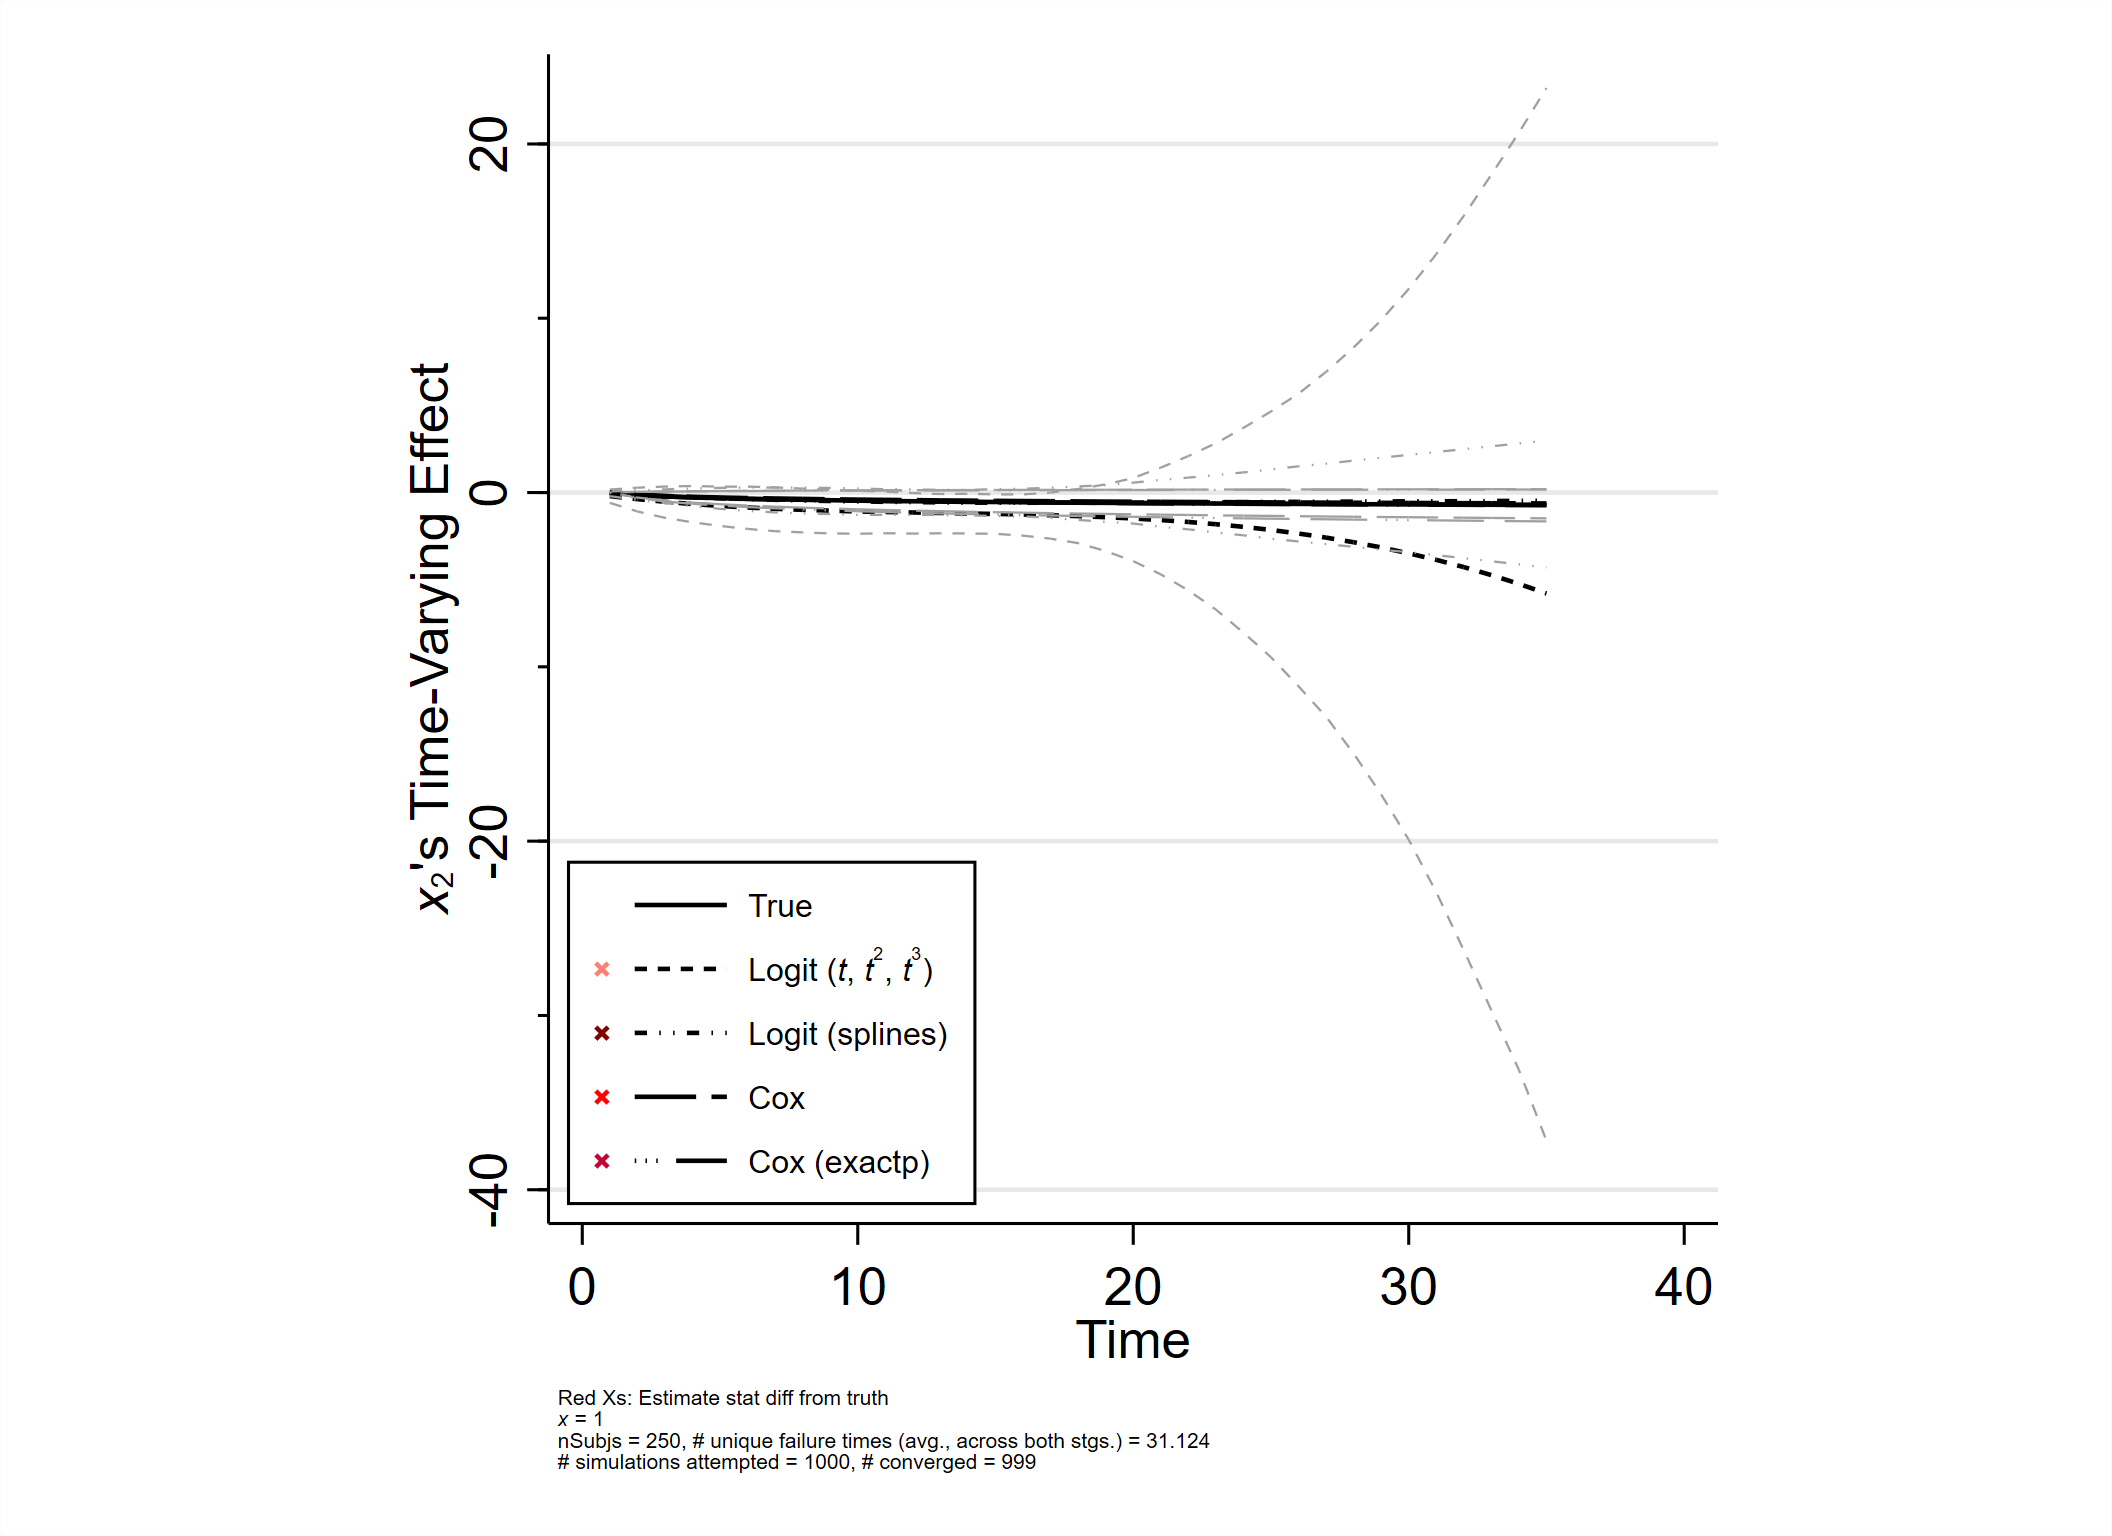 x₂'s Time-Varying Effect
20
0
-20
-40
True
Logit (t, t², t³)
Logit (splines)
Cox
Cox (exactp)
0 10 20 30 40
Time
Red Xs: Estimate stat diff from truth
x = 1
nSubjs = 250, # unique failure times (avg., across both stgs.) = 31.124
# simulations attempted = 1000, # converged = 999